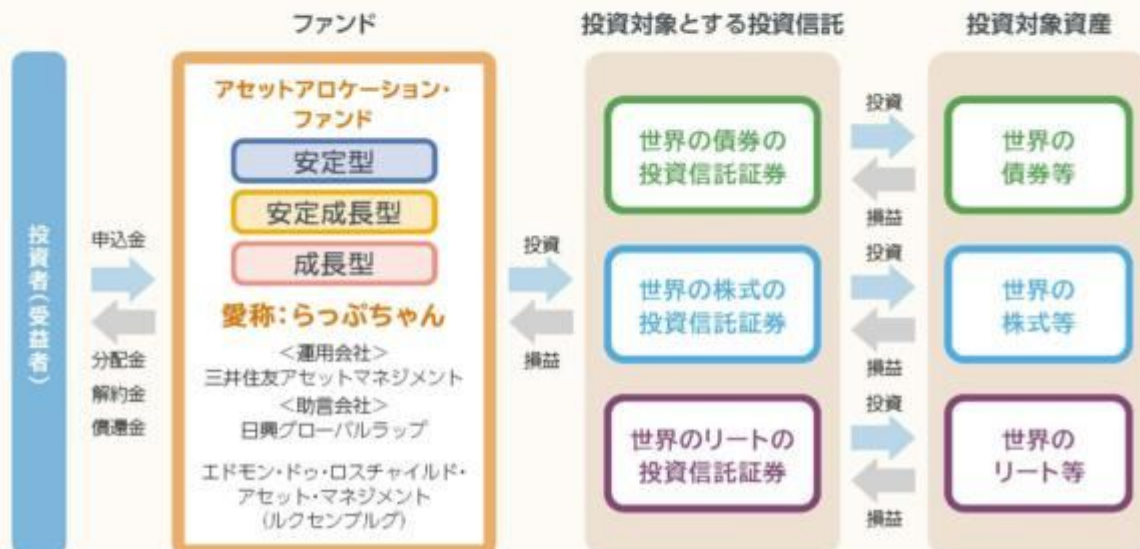 ファンド
投資対象とする投資信託
投資対象資産
投資者(受益者)
申込金
分配金
解約金
償還金
アセットアロケーション・
ファンド
安定型
安定成長型
成長型
愛称:らっぷちゃん
<運用会社>
三井住友アセットマネジメント
<助言会社>
日興グローバルラップ
エドモン・ドゥ・ロスチャイルド・
アセット・マネジメント
(ルクセンブルグ)
投資
損益
世界の債券の
投資信託証券
投資
損益
世界の
債券等
世界の株式の
投資信託証券
投資
損益
世界の
株式等
世界のリートの
投資信託証券
投資
損益
世界の
リート等